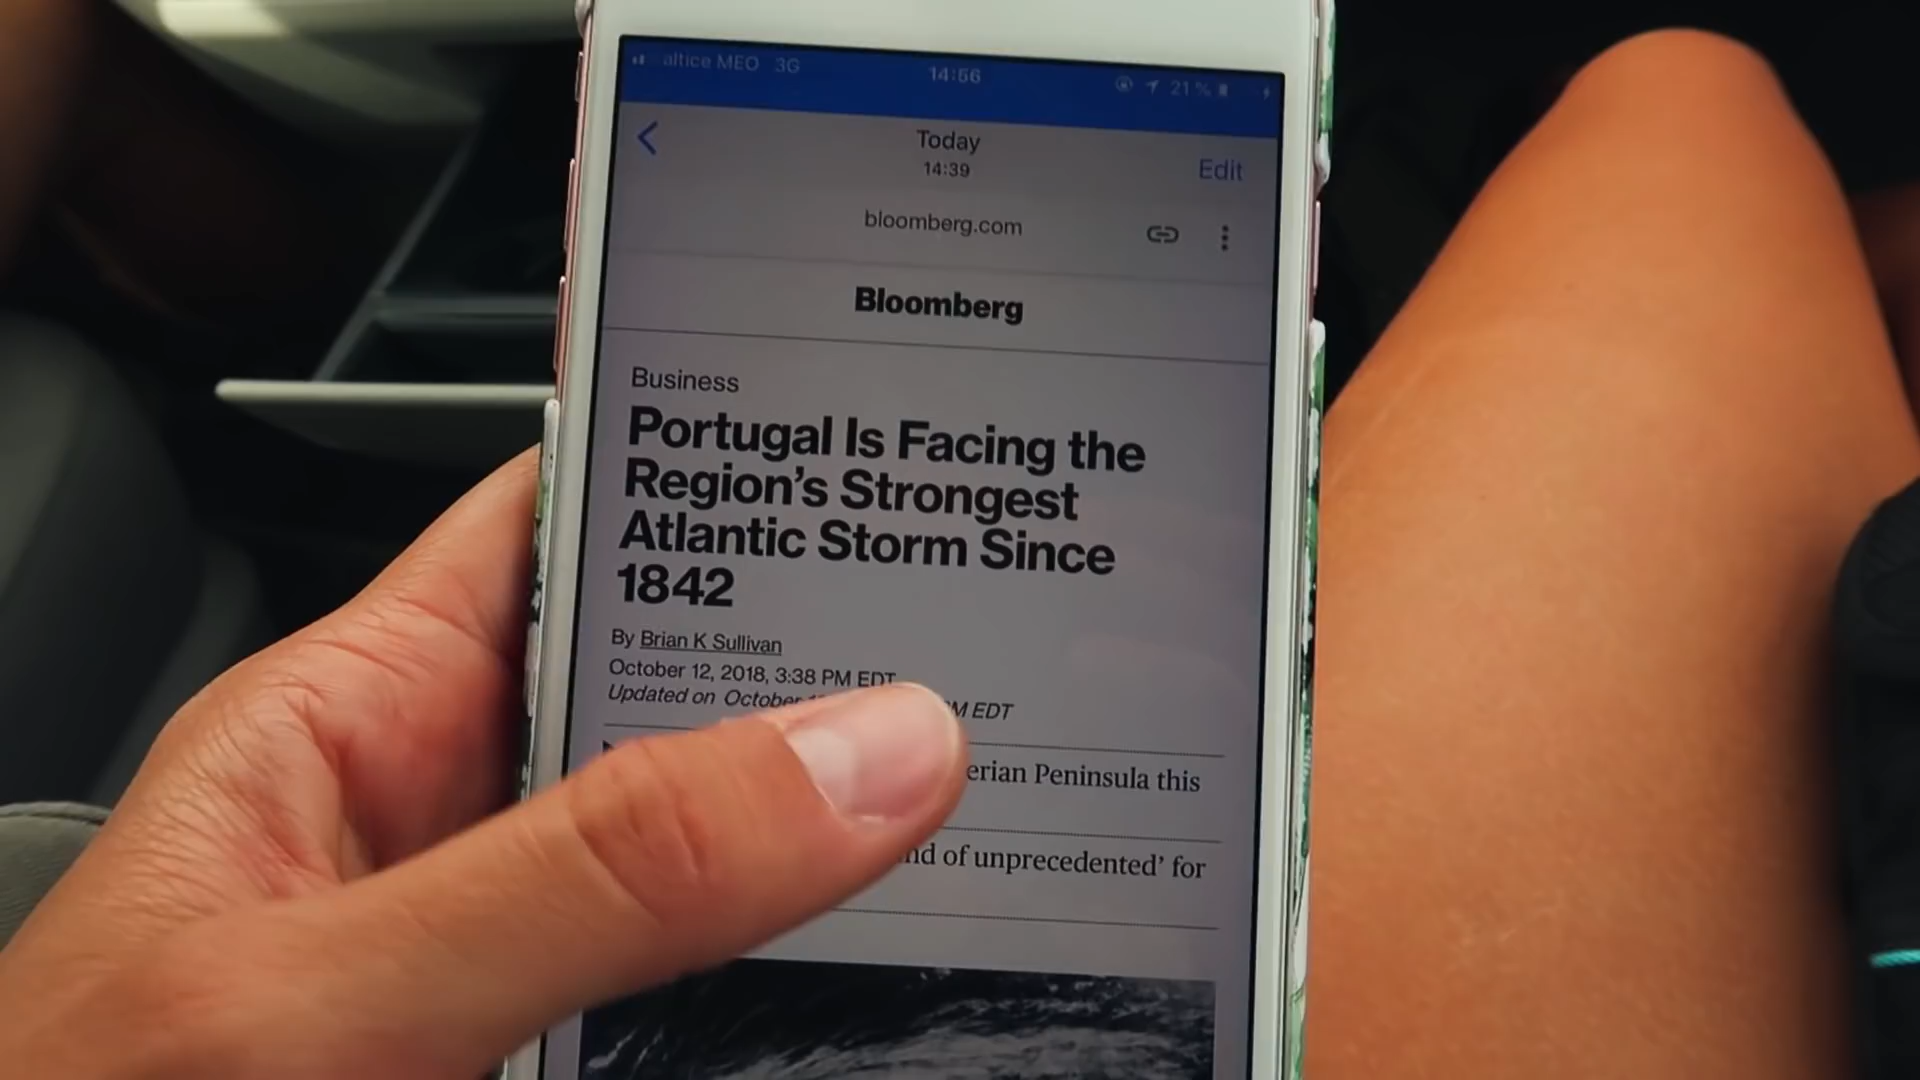 altice MEO 3G 14:56 21%
Today
14:39
Edit
bloomberg.com
Bloomberg
Business
Portugal Is Facing the
Region’s Strongest
Atlantic Storm Since
1842
By Brian K Sullivan
October 12, 2018, 3:38 PM EDT
Updated on October EDT
Peninsula this
of unprecedented’ for